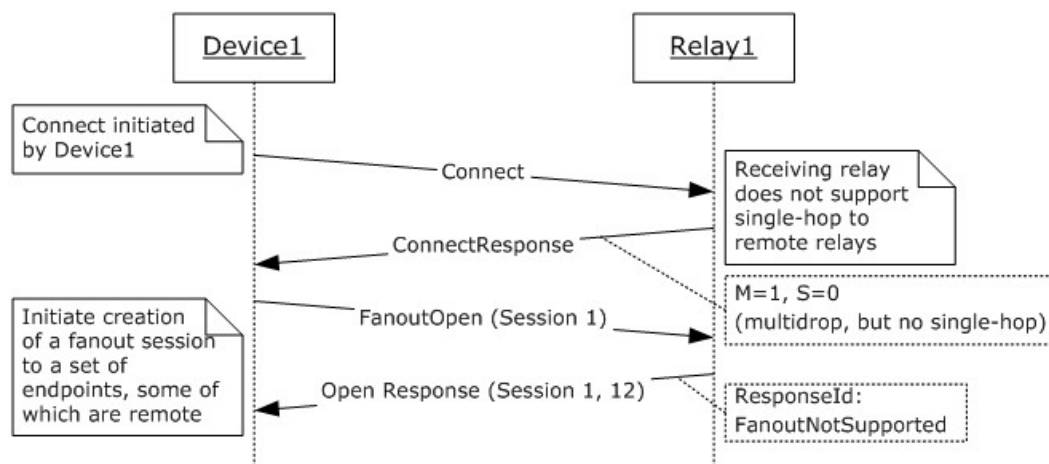 Device1
Relay1
Connect initiated
by Device1
Connect
Receiving relay
does not support
single-hop to
remote relays
ConnectResponse
M=1, S=0
(multidrop, but no single-hop)
Initiate creation
of a fanout session
to a set of
endpoints, some of
which are remote
FanoutOpen (Session 1)
Open Response (Session 1, 12)
ResponseId:
FanoutNotSupported